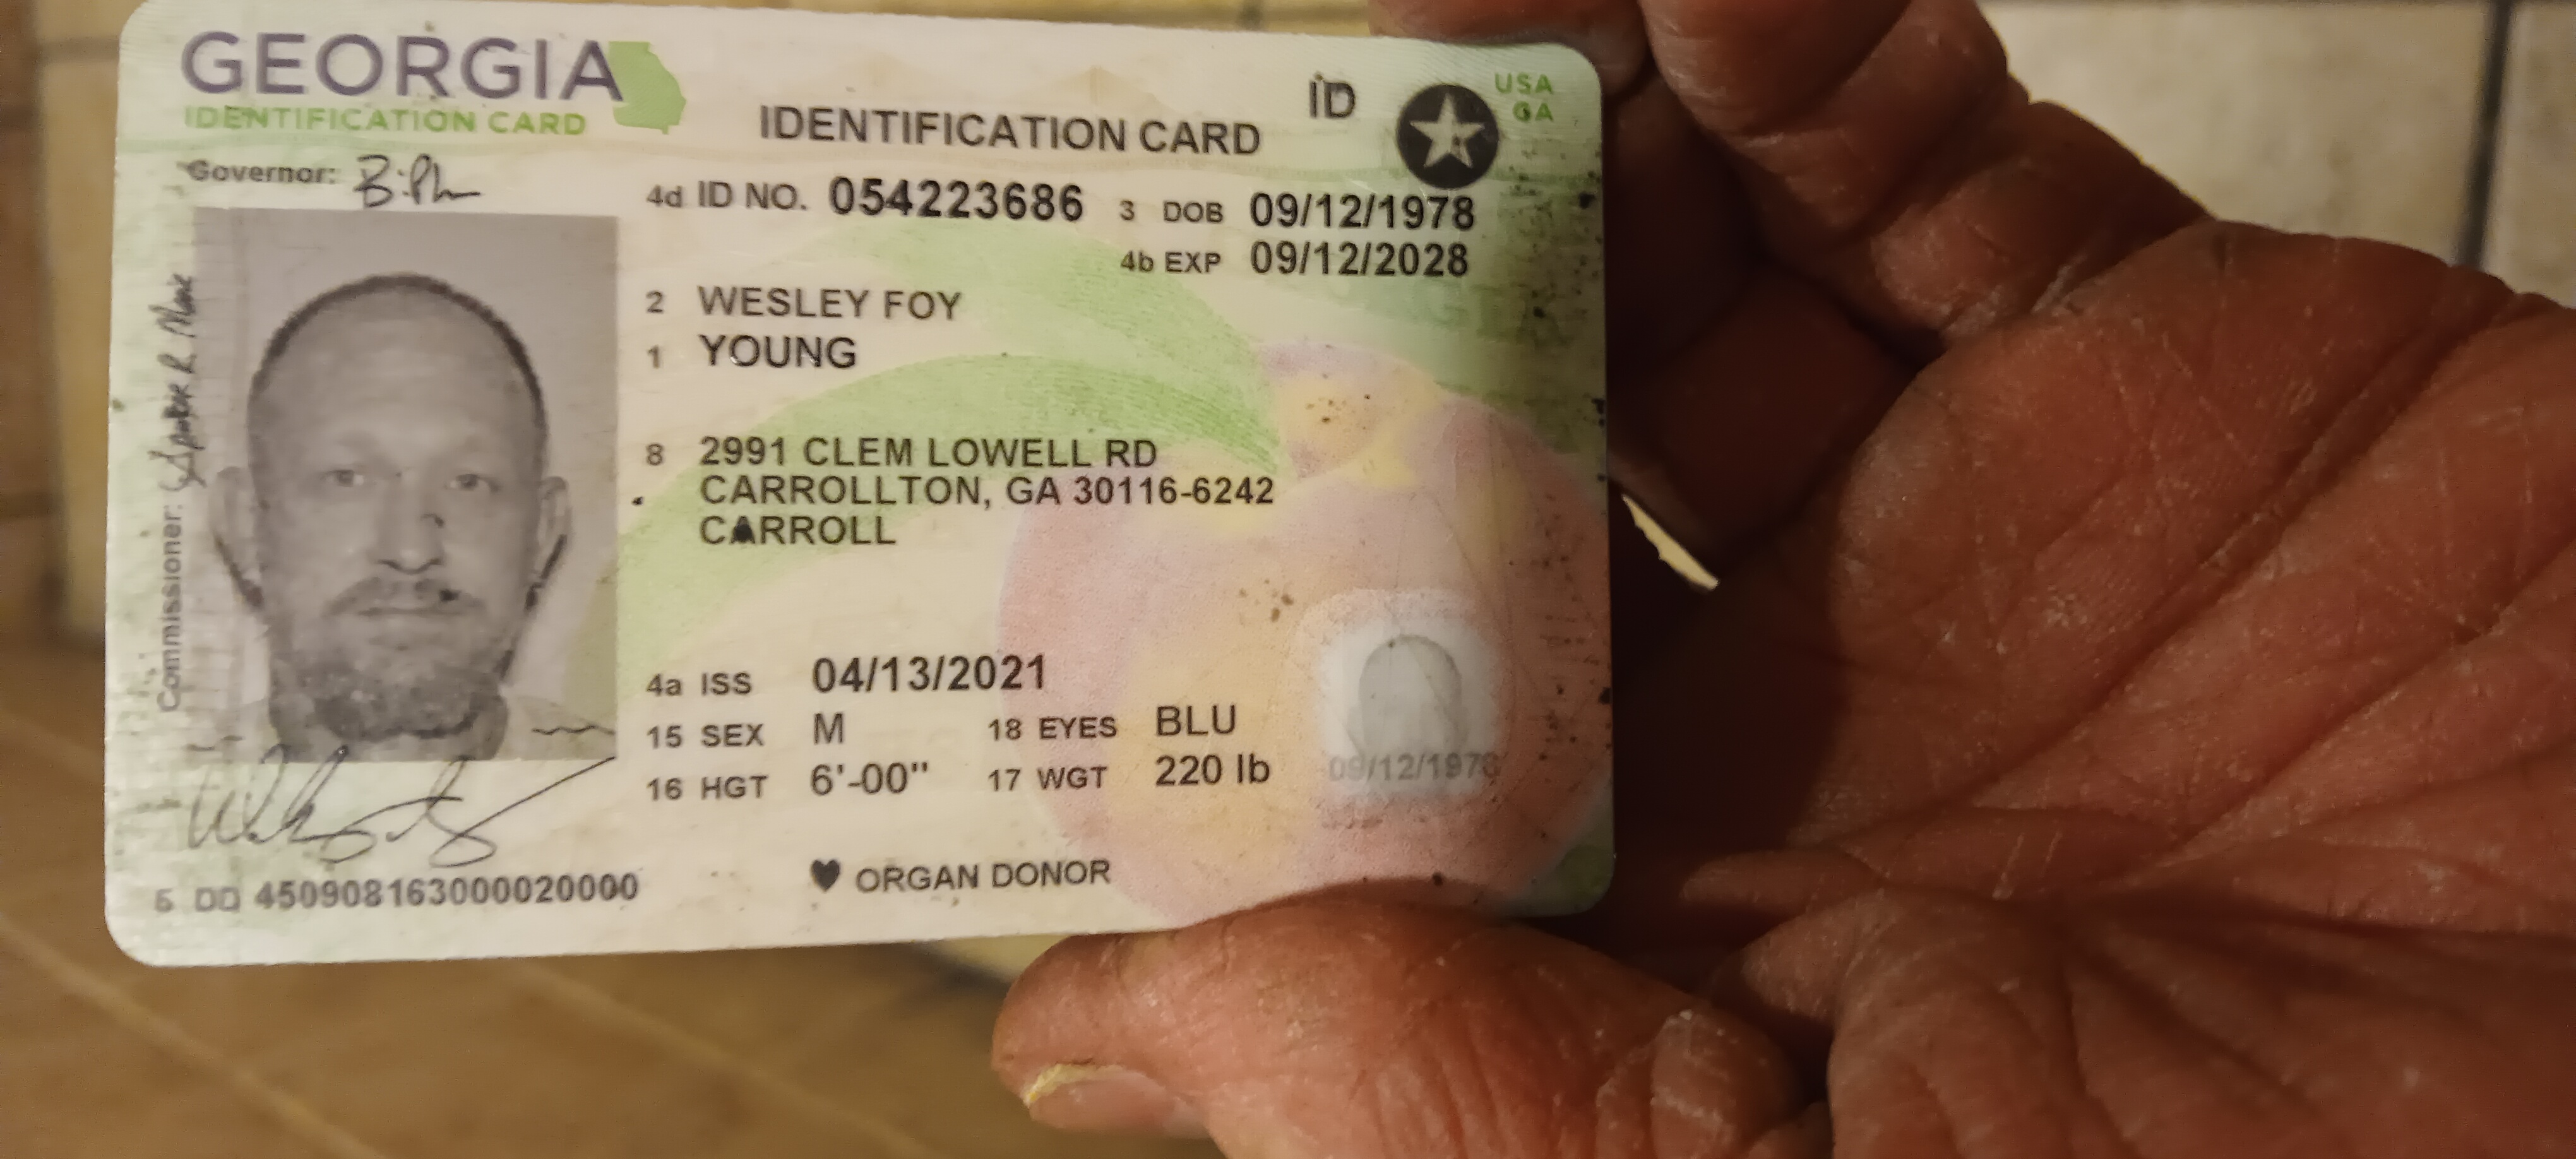 GEORGIA
IDENTIFICATION CARD
IDENTIFICATION CARD
ID
USA
GA
Governor:
4d ID NO. 054223686 3 DOB 09/12/1978
4b EXP 09/12/2028
2 WESLEY FOY
1 YOUNG
8 2991 CLEM LOWELL RD
CARROLLTON, GA 30116-6242
CARROLL
Commissioner:
4a ISS 04/13/2021
15 SEX M 18 EYES BLU
16 HGT 6'-00" 17 WGT 220 lb
09/12/1978
5 DD 450908163000020000
ORGAN DONOR